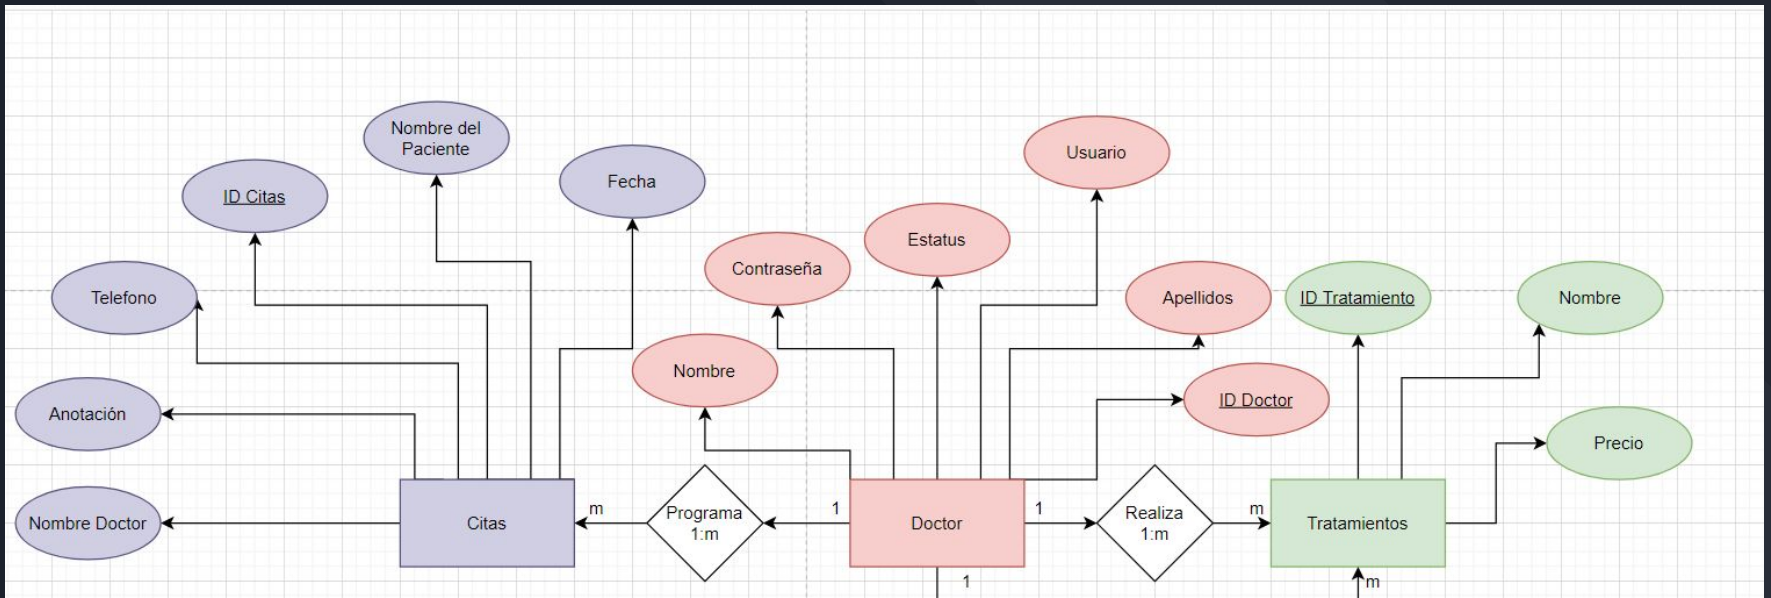 Nombre del
Paciente
Usuario
Fecha
ID Citas
Estatus
Contraseña
Telefono
Apellidos
ID Tratamiento
Nombre
Nombre
ID Doctor
Anotación
Precio
Nombre Doctor
Citas
m
Programa
1:m
1
Doctor
1
Realiza
1:m
m
Tratamientos
1
m